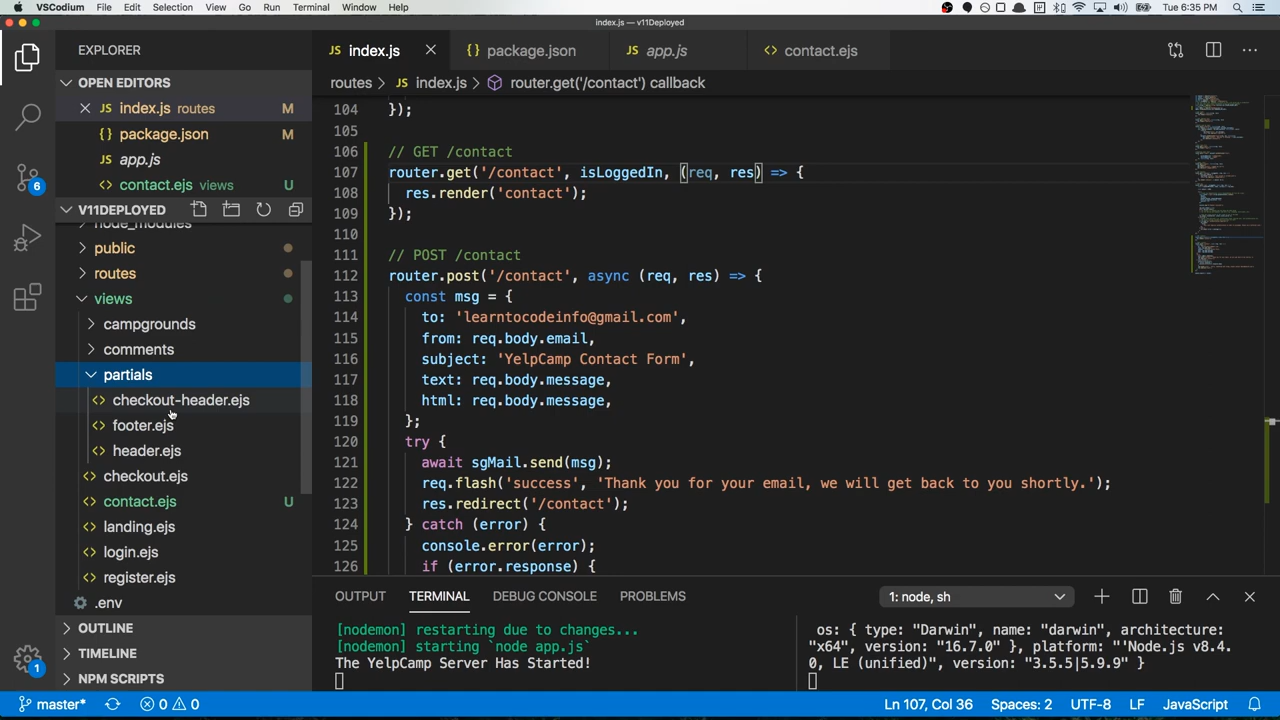 VSCodium File Edit Selection View Go Run Terminal Window Help Tue 6:35 PM
index.js — v11Deployed
EXPLORER
OPEN EDITORS
index.js routes M
package.json M
app.js
contact.ejs views U
V11DEPLOYED
node_modules
public
routes
views
campgrounds
comments
partials
checkout-header.ejs
footer.ejs
header.ejs
checkout.ejs
contact.ejs U
landing.ejs
login.ejs
register.ejs
.env
OUTLINE
TIMELINE
NPM SCRIPTS
6
1
JS index.js {} package.json JS app.js <> contact.ejs
routes > JS index.js > router.get('/contact') callback
104 });
105
106 // GET /contact
107 router.get('/contact', isLoggedIn, (req, res) => {
108 res.render('contact');
109 });
110
111 // POST /contact
112 router.post('/contact', async (req, res) => {
113 const msg = {
114 to: 'learntocodeinfo@gmail.com',
115 from: req.body.email,
116 subject: 'YelpCamp Contact Form',
117 text: req.body.message,
118 html: req.body.message,
119 };
120 try {
121 await sgMail.send(msg);
122 req.flash('success', 'Thank you for your email, we will get back to you shortly.');
123 res.redirect('/contact');
124 } catch (error) {
125 console.error(error);
126 if (error.response) {
OUTPUT TERMINAL DEBUG CONSOLE PROBLEMS 1: node, sh
[nodemon] restarting due to changes...
[nodemon] starting `node app.js`
The YelpCamp Server Has Started!
os: { type: "Darwin", name: "darwin", architecture:
"x64", version: "16.7.0" }, platform: "'Node.js v8.4.
0, LE (unified)", version: "3.5.5|5.9.9" }
master* 0 0 Ln 107, Col 36 Spaces: 2 UTF-8 LF JavaScript